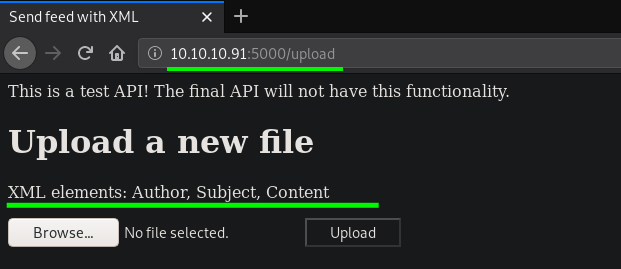 Send feed with XML
10.10.10.91:5000/upload
This is a test API! The final API will not have this functionality.
Upload a new file
XML elements: Author, Subject, Content
Browse... No file selected. Upload